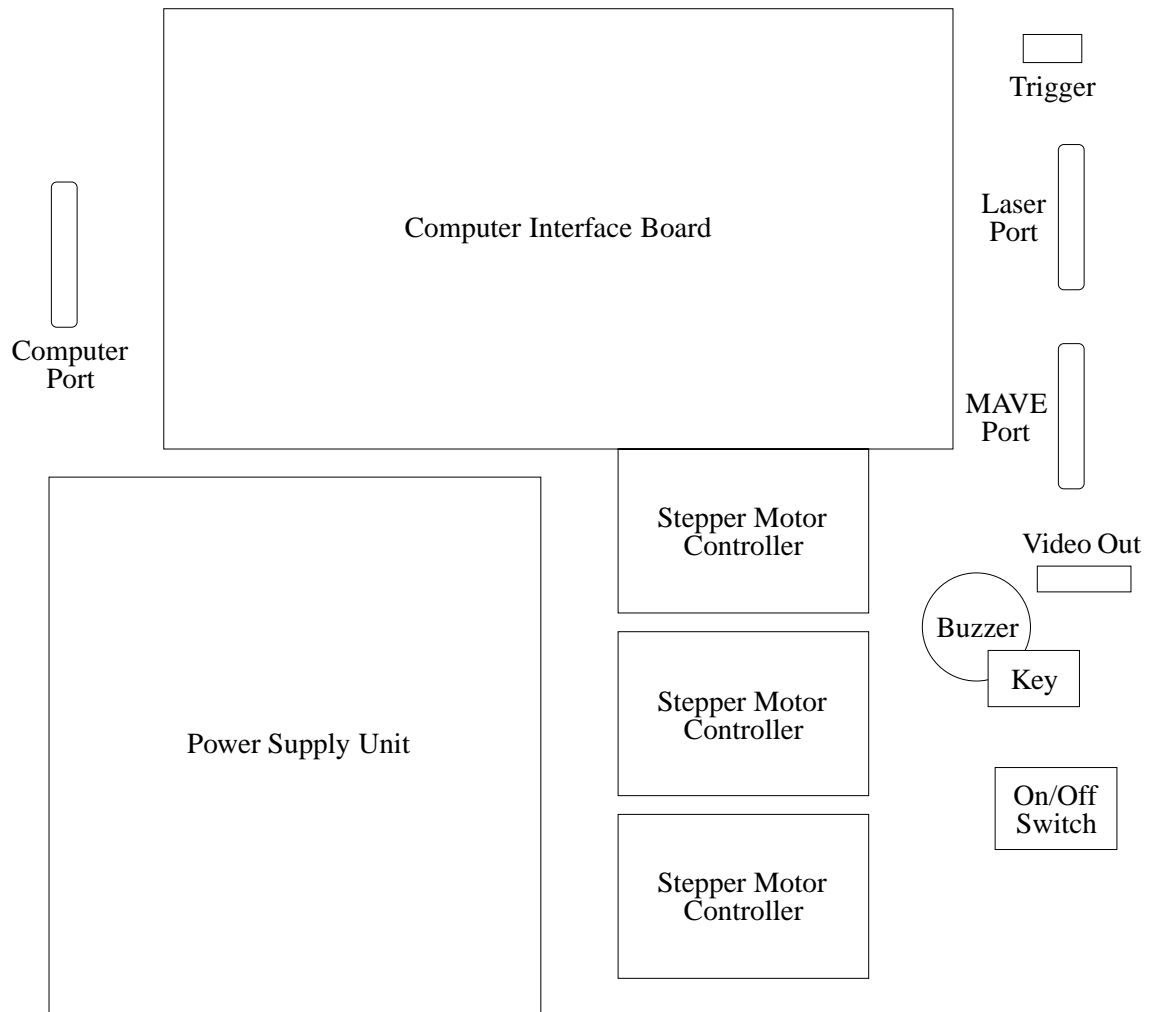 Trigger
Laser
Port
Computer Interface Board
Computer
Port
MAVE
Port
Stepper Motor
Controller
Video Out
Buzzer
Key
Stepper Motor
Controller
Power Supply Unit
On/Off
Switch
Stepper Motor
Controller